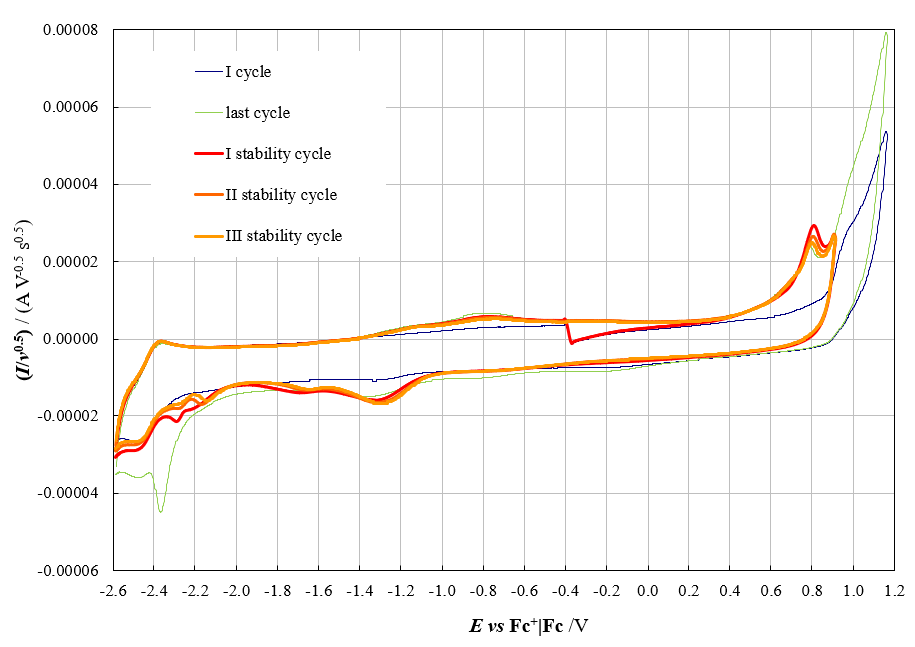 0.00008
0.00006
0.00004
0.00002
0.00000
-0.00002
-0.00004
-0.00006
(I/v0.5) / (A V-0.5 s0.5)
I cycle
last cycle
I stability cycle
II stability cycle
III stability cycle
-2.6 -2.4 -2.2 -2.0 -1.8 -1.6 -1.4 -1.2 -1.0 -0.8 -0.6 -0.4 -0.2 0.0 0.2 0.4 0.6 0.8 1.0 1.2
E vs Fc+|Fc /V